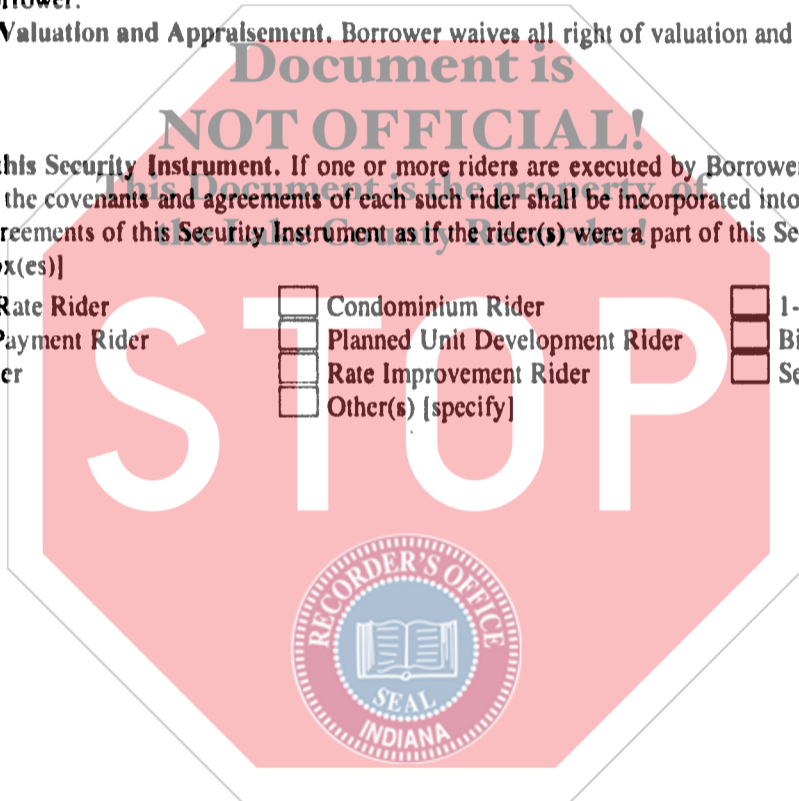 rrower.
Valuation and Appraisement. Borrower waives all right of valuation and
Document is
NOT OFFICIAL!
this Security Instrument. If one or more riders are executed by Borrowe
This Document is the property of
the covenants and agreements of each such rider shall be incorporated into
the Lake County Recorder!
reements of this Security Instrument as if the rider(s) were a part of this Se
x(es)]
Rate Rider
Condominium Rider
1-
Payment Rider
Planned Unit Development Rider
Bi
er
Rate Improvement Rider
Se
Other(s) [specify]
STOP
RECORDER'S OFFICE
SEAL
INDIANA